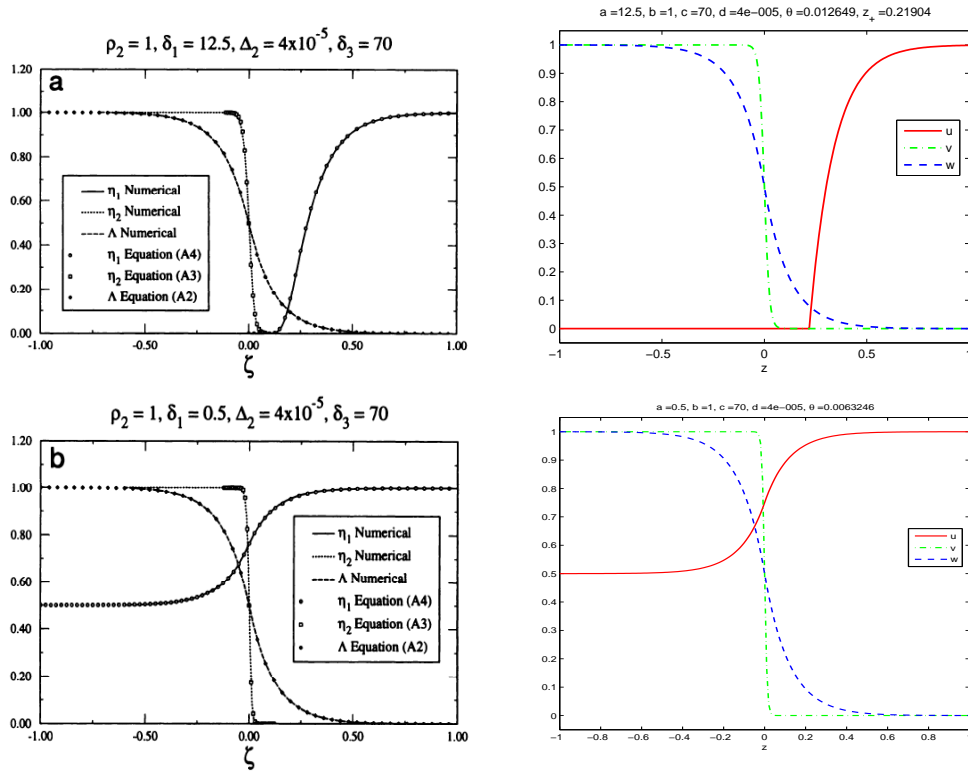 ρ₂ = 1, δ₁ = 12.5, Δ₂ = 4x10⁻⁵, δ₃ = 70
a
1.20
1.00
0.80
0.60
0.40
0.20
0.00
η₁ Numerical
η₂ Numerical
Λ Numerical
η₁ Equation (A4)
η₂ Equation (A3)
Λ Equation (A2)
-1.00 -0.50 0.00 0.50 1.00
ζ
a =12.5, b =1, c =70, d =4e-005, θ =0.012649, z₊ =0.21904
1
0.9
0.8
0.7
0.6
0.5
0.4
0.3
0.2
0.1
0
u
v
w
-1 -0.5 0 0.5 1
z
ρ₂ = 1, δ₁ = 0.5, Δ₂ = 4x10⁻⁵, δ₃ = 70
b
1.20
1.00
0.80
0.60
0.40
0.20
0.00
η₁ Numerical
η₂ Numerical
Λ Numerical
η₁ Equation (A4)
η₂ Equation (A3)
Λ Equation (A2)
-1.00 -0.50 0.00 0.50 1.00
ζ
a =0.5, b =1, c =70, d =4e-005, θ =0.0063246
1
0.9
0.8
0.7
0.6
0.5
0.4
0.3
0.2
0.1
0
u
v
w
-1 -0.8 -0.6 -0.4 -0.2 0 0.2 0.4 0.6 0.8 1
z